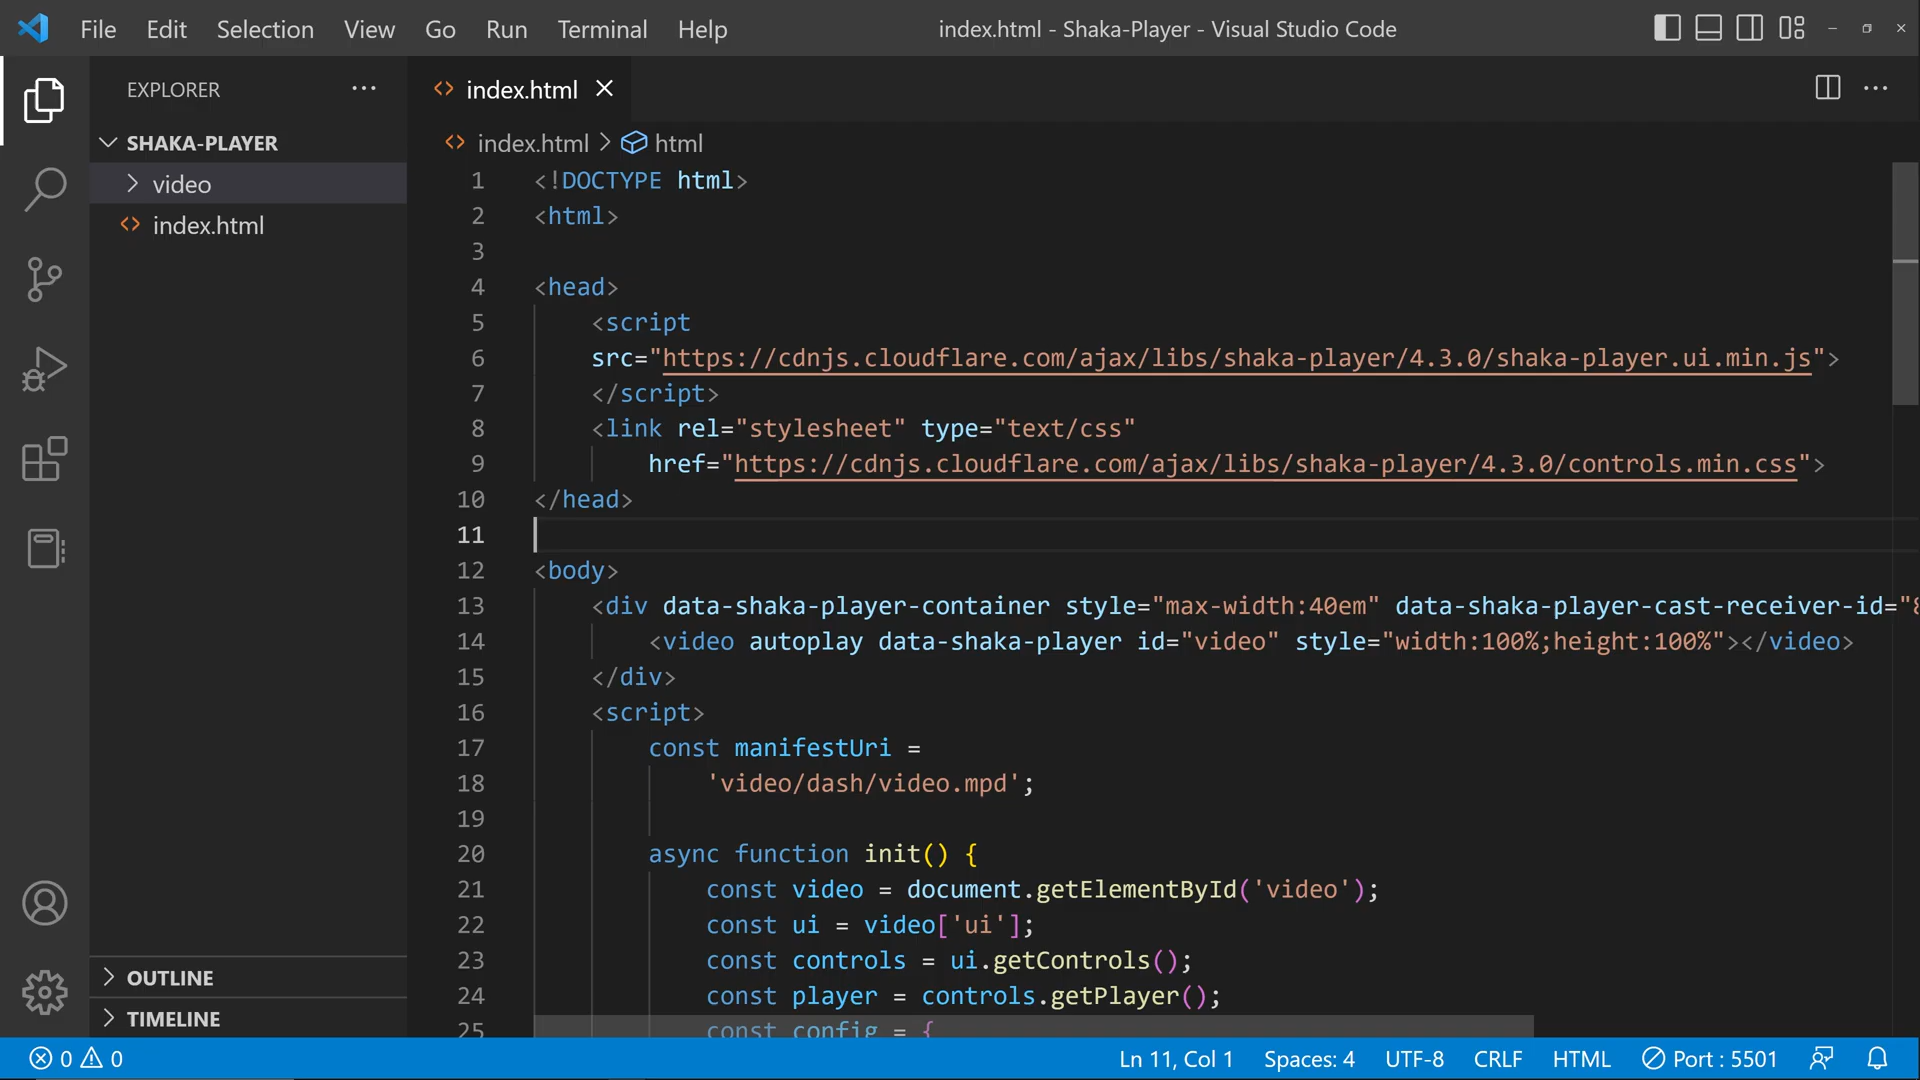 File Edit Selection View Go Run Terminal Help index.html - Shaka-Player - Visual Studio Code
EXPLORER
SHAKA-PLAYER
video
index.html
OUTLINE
TIMELINE
index.html
index.html > html
1 <!DOCTYPE html>
2 <html>
3
4 <head>
5 <script
6 src="https://cdnjs.cloudflare.com/ajax/libs/shaka-player/4.3.0/shaka-player.ui.min.js">
7 </script>
8 <link rel="stylesheet" type="text/css"
9 href="https://cdnjs.cloudflare.com/ajax/libs/shaka-player/4.3.0/controls.min.css">
10 </head>
11
12 <body>
13 <div data-shaka-player-container style="max-width:40em" data-shaka-player-cast-receiver-id="
14 <video autoplay data-shaka-player id="video" style="width:100%;height:100%"></video>
15 </div>
16 <script>
17 const manifestUri =
18 'video/dash/video.mpd';
19
20 async function init() {
21 const video = document.getElementById('video');
22 const ui = video['ui'];
23 const controls = ui.getControls();
24 const player = controls.getPlayer();
25 const config = {
0 0 Ln 11, Col 1 Spaces: 4 UTF-8 CRLF HTML Port : 5501